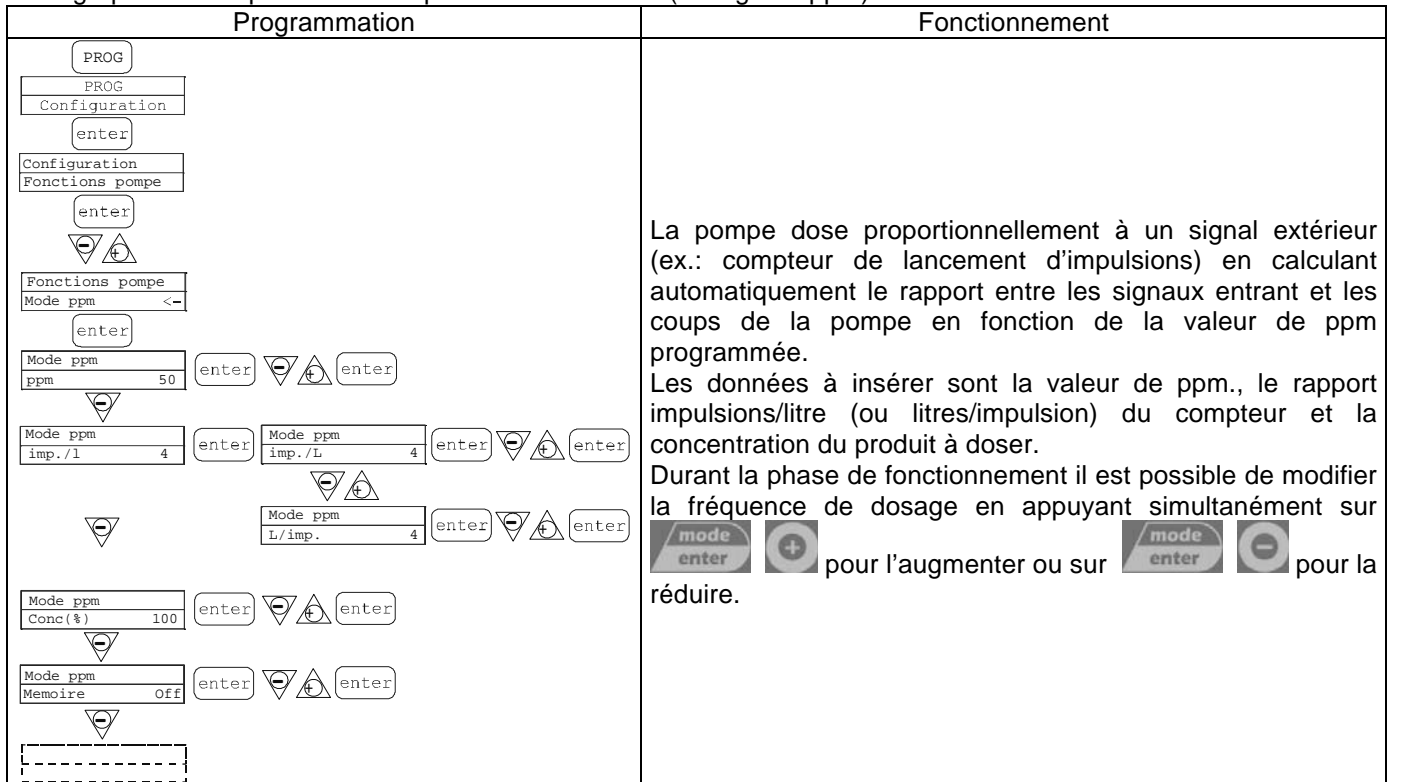 Programmation
Fonctionnement
PROG
PROG
Configuration
enter
Configuration
Fonctions pompe
enter
Fonctions pompe
Mode ppm <-
enter
Mode ppm
ppm 50 enter enter
Mode ppm
imp./l 4 enter
Mode ppm
imp./L 4 enter enter
Mode ppm
L/imp. 4 enter enter
Mode ppm
Conc(%) 100 enter enter
Mode ppm
Memoire Off enter enter
La pompe dose proportionnellement à un signal extérieur
(ex.: compteur de lancement d'impulsions) en calculant
automatiquement le rapport entre les signaux entrant et les
coups de la pompe en fonction de la valeur de ppm
programmée.
Les données à insérer sont la valeur de ppm., le rapport
impulsions/litre (ou litres/impulsion) du compteur et la
concentration du produit à doser.
Durant la phase de fonctionnement il est possible de modifier
la fréquence de dosage en appuyant simultanément sur
mode enter + pour l'augmenter ou sur mode enter - pour la
réduire.